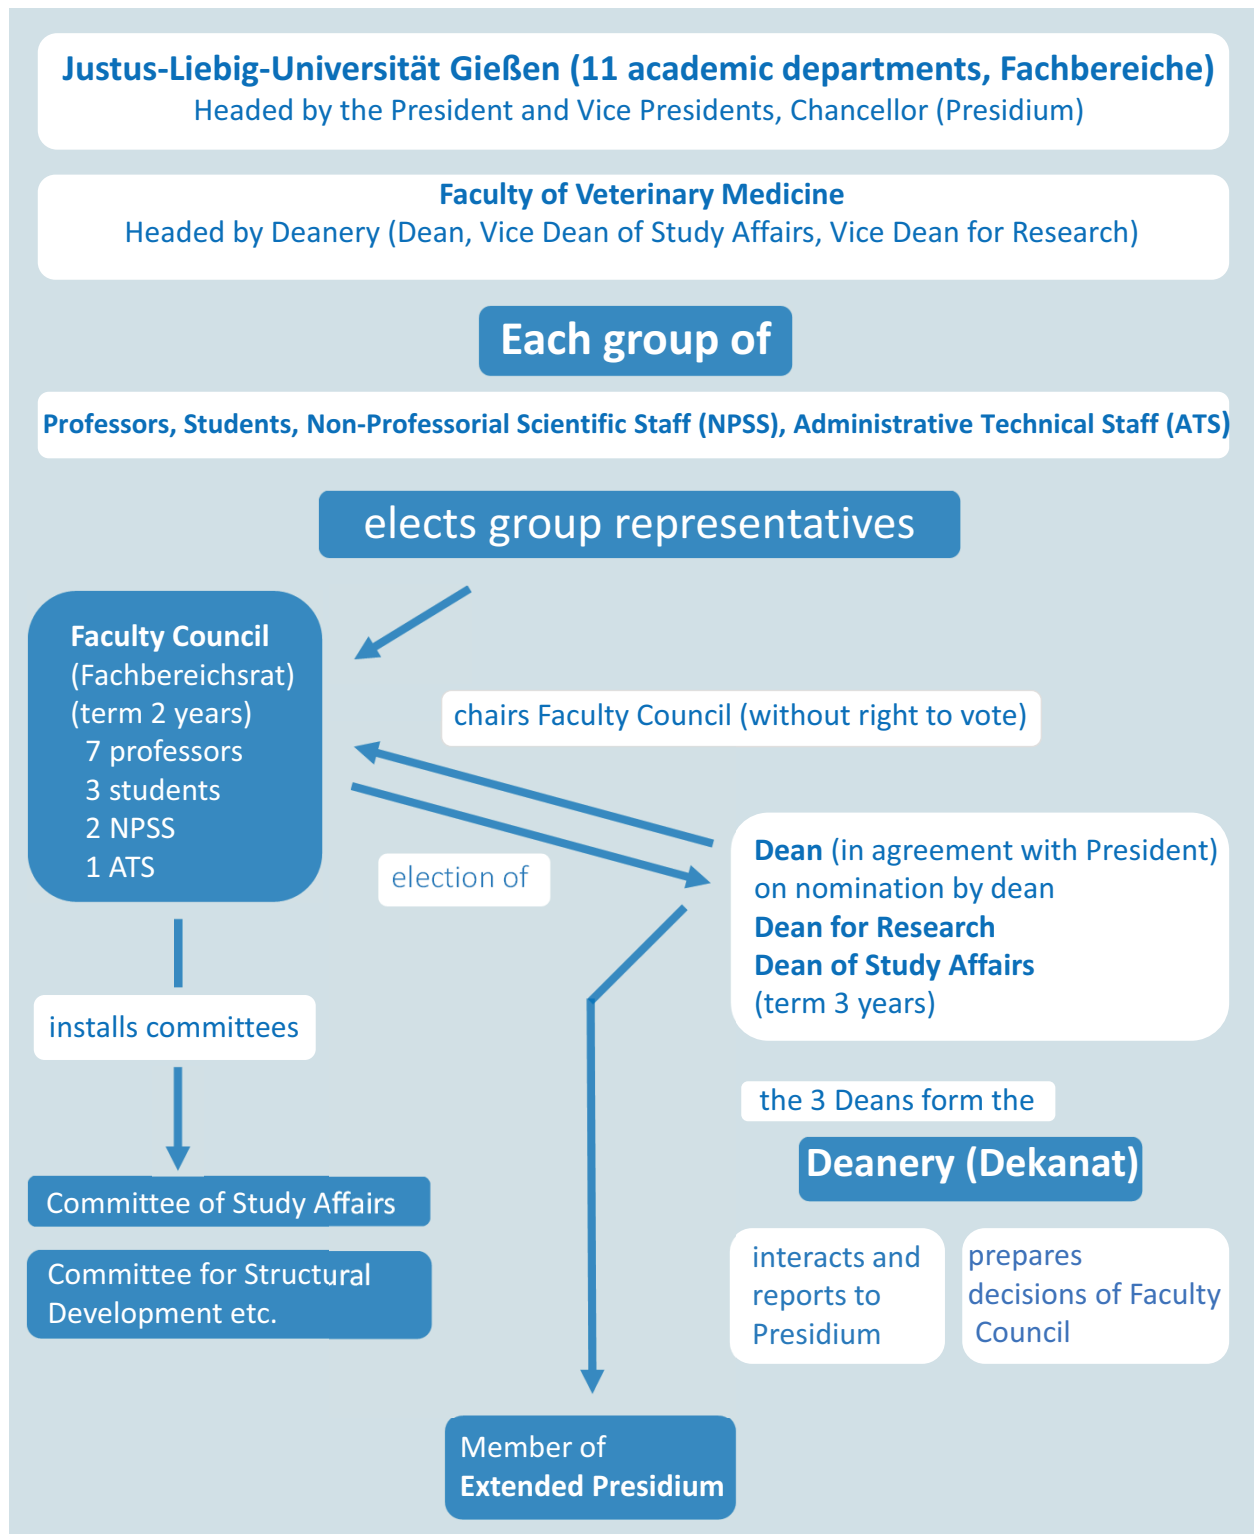 Justus-Liebig-Universität Gießen (11 academic departments, Fachbereiche)
Headed by the President and Vice Presidents, Chancellor (Presidium)
Faculty of Veterinary Medicine
Headed by Deanery (Dean, Vice Dean of Study Affairs, Vice Dean for Research)
Each group of
Professors, Students, Non-Professorial Scientific Staff (NPSS), Administrative Technical Staff (ATS)
elects group representatives
Faculty Council
(Fachbereichsrat)
(term 2 years)
7 professors
3 students
2 NPSS
1 ATS
chairs Faculty Council (without right to vote)
election of
Dean (in agreement with President)
on nomination by dean
Dean for Research
Dean of Study Affairs
(term 3 years)
installs committees
the 3 Deans form the
Deanery (Dekanat)
Committee of Study Affairs
Committee for Structural
Development etc.
interacts and
reports to
Presidium
prepares
decisions of Faculty
Council
Member of
Extended Presidium